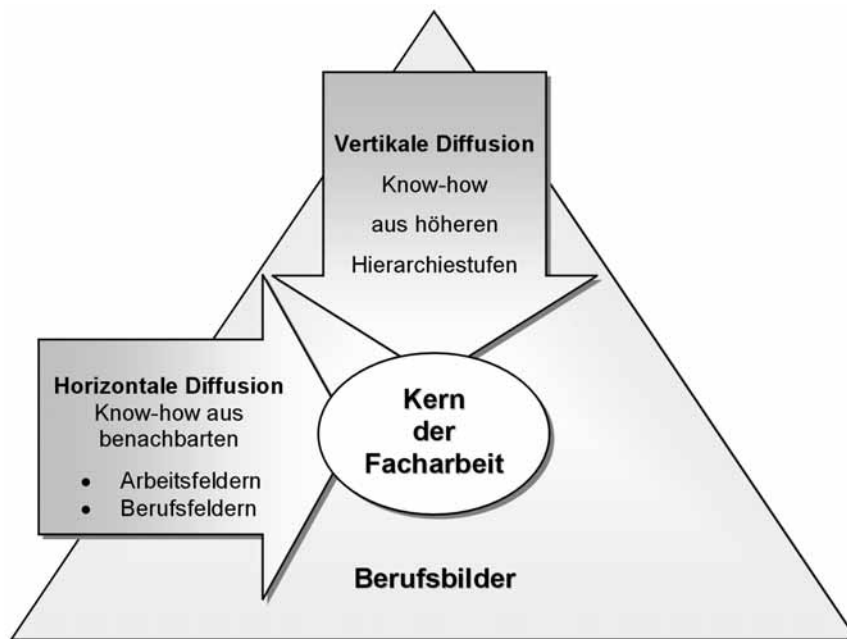 Vertikale Diffusion
Know-how
aus höheren
Hierarchiestufen
Horizontale Diffusion
Know-how aus
benachbarten
• Arbeitsfeldern
• Berufsfeldern
Kern
der
Facharbeit
Berufsbilder